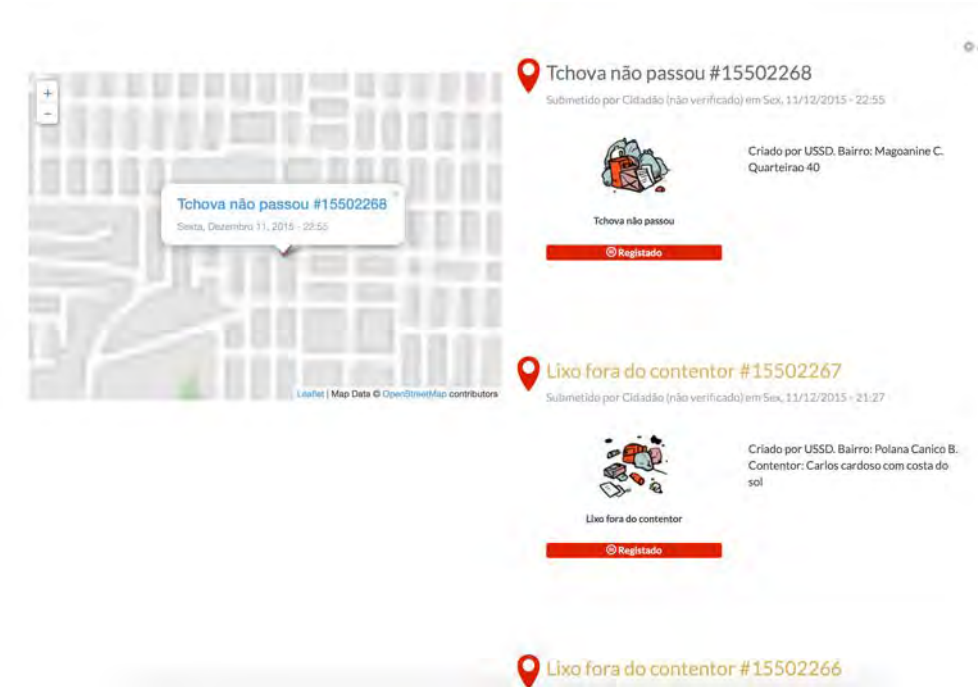 +
-
Tchova não passou #15502268
Sexta, Dezembro 11, 2015 - 22:55
Leaflet | Map Data © OpenStreetMap contributors
Tchova não passou #15502268
Submetido por Cidadão (não verificado) em Sex, 11/12/2015 - 22:55
Criado por USSD. Bairro: Magoanine C.
Quarteirao 40
Tchova não passou
Registado
Lixo fora do contentor #15502267
Submetido por Cidadão (não verificado) em Sex, 11/12/2015 - 21:27
Criado por USSD. Bairro: Polana Canico B.
Contentor: Carlos cardoso com costa do
sol
Lixo fora do contentor
Registado
Lixo fora do contentor #15502266